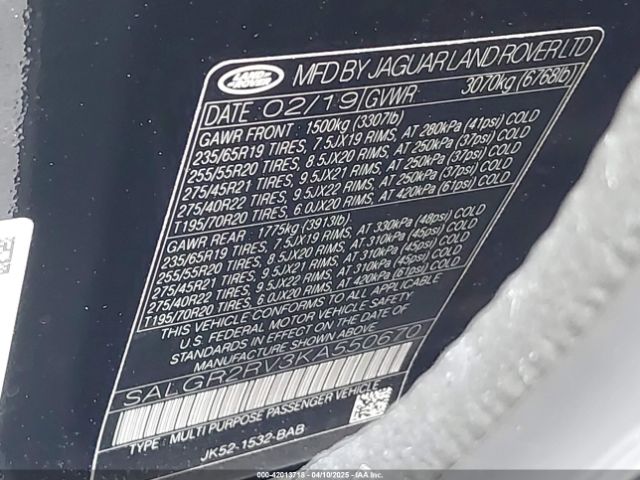 LAND ROVER
MFD BY JAGUAR LAND ROVER LTD
DATE: 02/19 GVWR: 3070kg (6768lb)
GAWR FRONT : 1500kg (3307lb)
235/65R19 TIRES, 7.5JX19 RIMS, AT 280kPa (41psi) COLD
255/55R20 TIRES, 8.5JX20 RIMS, AT 250kPa (37psi) COLD
275/45R21 TIRES, 9.5JX21 RIMS, AT 250kPa (37psi) COLD
275/40R22 TIRES, 9.5JX22 RIMS, AT 250kPa (37psi) COLD
T195/70R20 TIRES, 6.0JX20 RIMS, AT 420kPa (61psi) COLD
GAWR REAR : 1775kg (3913lb).
235/65R19 TIRES, 7.5JX19 RIMS, AT 330kPa (48psi) COLD
255/55R20 TIRES, 8.5JX20 RIMS, AT 310kPa (45psi) COLD
275/45R21 TIRES, 9.5JX21 RIMS, AT 310kPa (45psi) COLD
275/40R22 TIRES, 9.5JX22 RIMS, AT 310kPa (45psi) COLD
T195/70R20 TIRES, 6.0JX20 RIMS, AT 420kPa (61psi) COLD
THIS VEHICLE CONFORMS TO ALL APPLICABLE
U.S. FEDERAL MOTOR VEHICLE SAFETY
STANDARDS IN EFFECT ON THE DATE OF
MANUFACTURE SHOWN ABOVE.
SALGR2RV3KA550670
TYPE : MULTI PURPOSE PASSENGER VEHICLE
JK52-1532-BAB
000-42013718 - 04/10/2025 - IAAI.COM